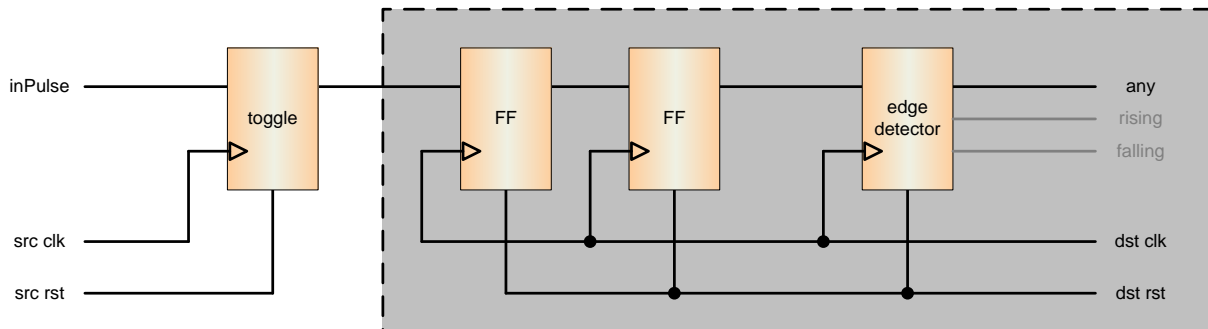 inPulse
toggle
FF
FF
edge
detector
any
rising
falling
src clk
dst clk
src rst
dst rst